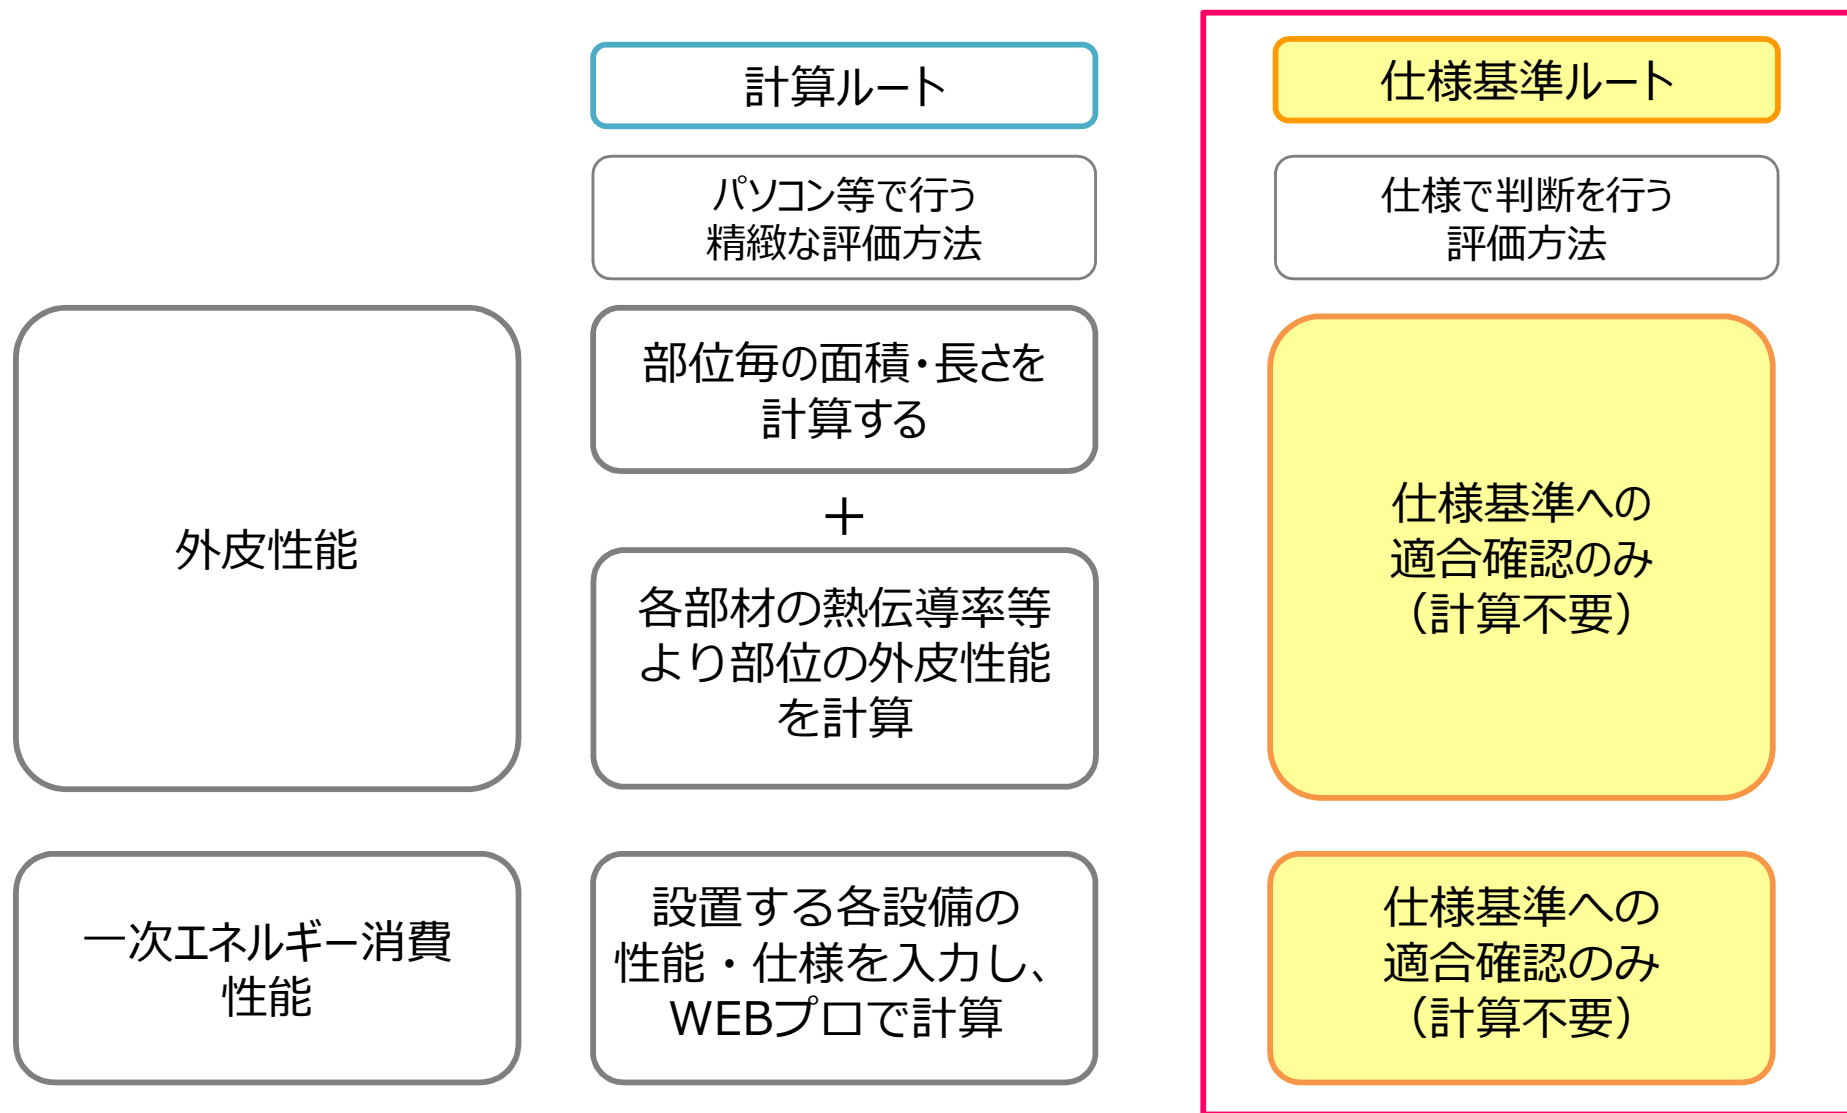 計算ルート
仕様基準ルート
パソコン等で行う
精緻な評価方法
仕様で判断を行う
評価方法
外皮性能
部位毎の面積・長さを
計算する
＋
各部材の熱伝導率等
より部位の外皮性能
を計算
仕様基準への
適合確認のみ
（計算不要）
一次エネルギー消費
性能
設置する各設備の
性能・仕様を入力し、
WEBプロで計算
仕様基準への
適合確認のみ
（計算不要）